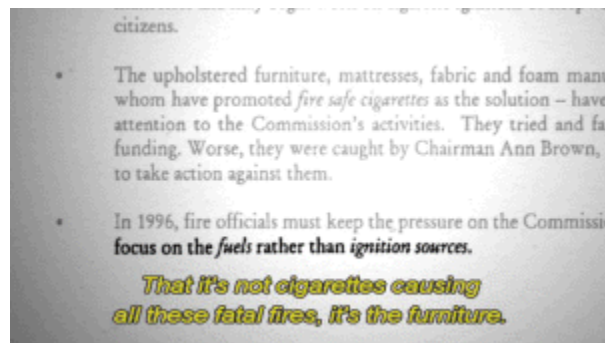 citizens.
• The upholstered furniture, mattresses, fabric and foam
whom have promoted fire safe cigarettes as the solution – have
attention to the Commission's activities. They tried and
funding. Worse, they were caught by Chairman Ann Brown,
to take action against them.
• In 1996, fire officials must keep the pressure on the
focus on the fuels rather than ignition sources.
That it's not cigarettes causing
all these fatal fires, it's the furniture.